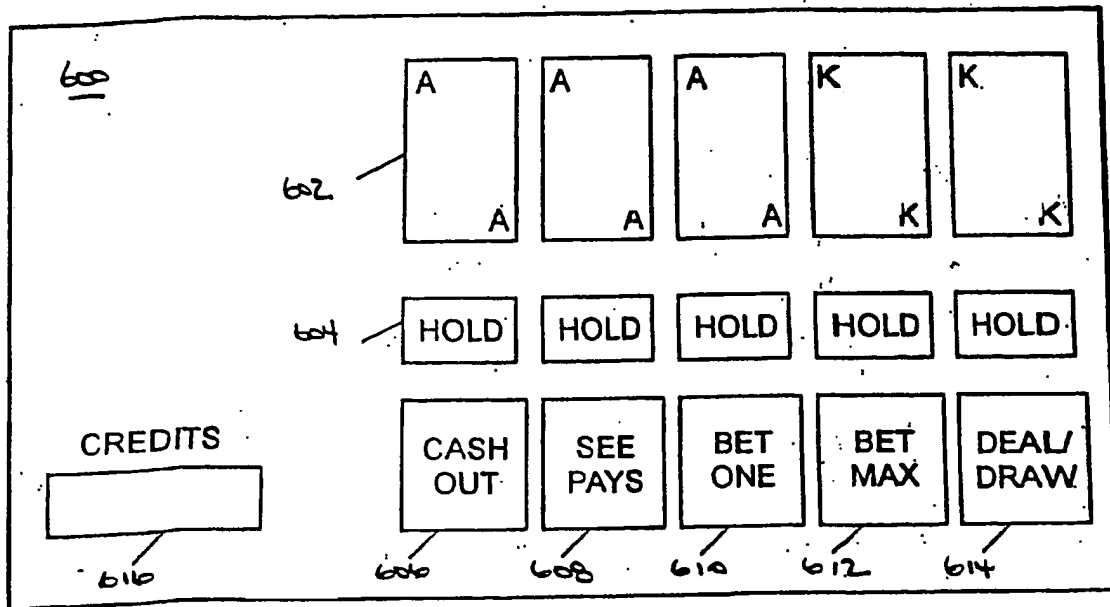 600
A A A K K.
602
A A A K K
604
HOLD HOLD HOLD HOLD HOLD
CREDITS
CASH OUT
SEE PAYS
BET ONE
BET MAX
DEAL/ DRAW
616 606 608 610 612 614